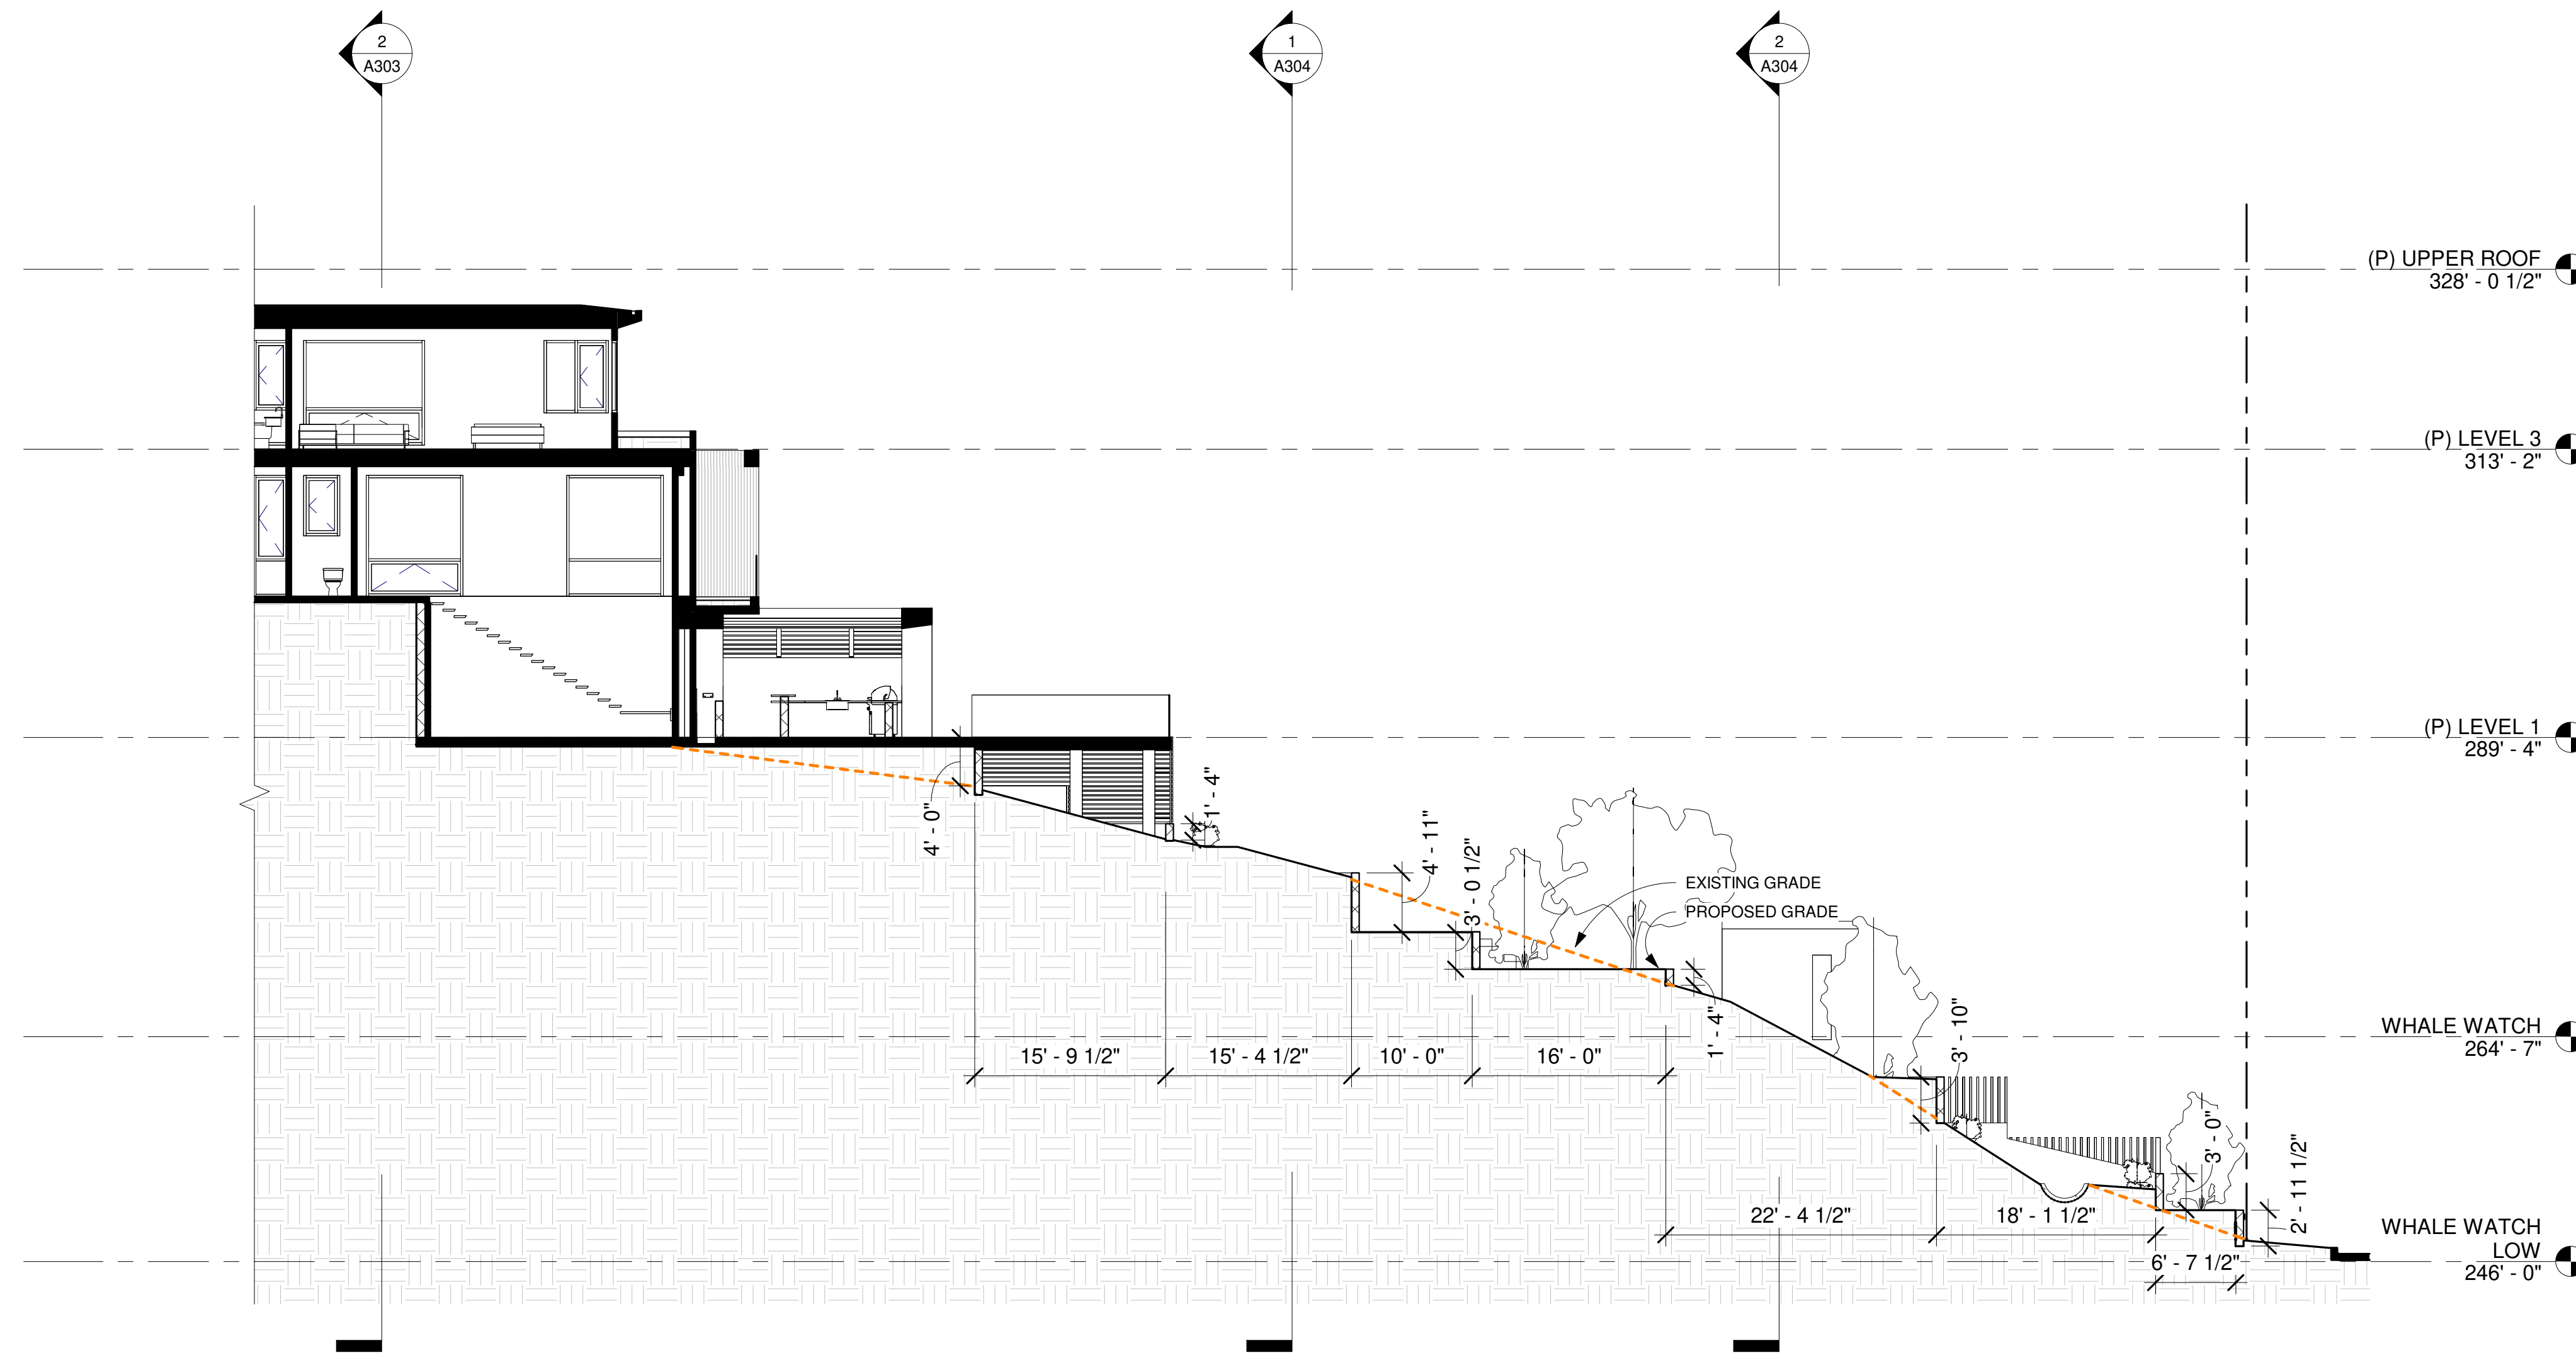 2
A303
1
A304
2
A304
(P) UPPER ROOF
328' - 0 1/2"
(P) LEVEL 3
313' - 2"
(P) LEVEL 1
289' - 4"
4' - 0"
1' - 4"
4' - 11"
3' - 0 1/2"
EXISTING GRADE
PROPOSED GRADE
1' - 4"
3' - 10"
WHALE WATCH
264' - 7"
15' - 9 1/2"
15' - 4 1/2"
10' - 0"
16' - 0"
3' - 0"
2' - 11 1/2"
22' - 4 1/2"
18' - 1 1/2"
6' - 7 1/2"
WHALE WATCH
LOW
246' - 0"